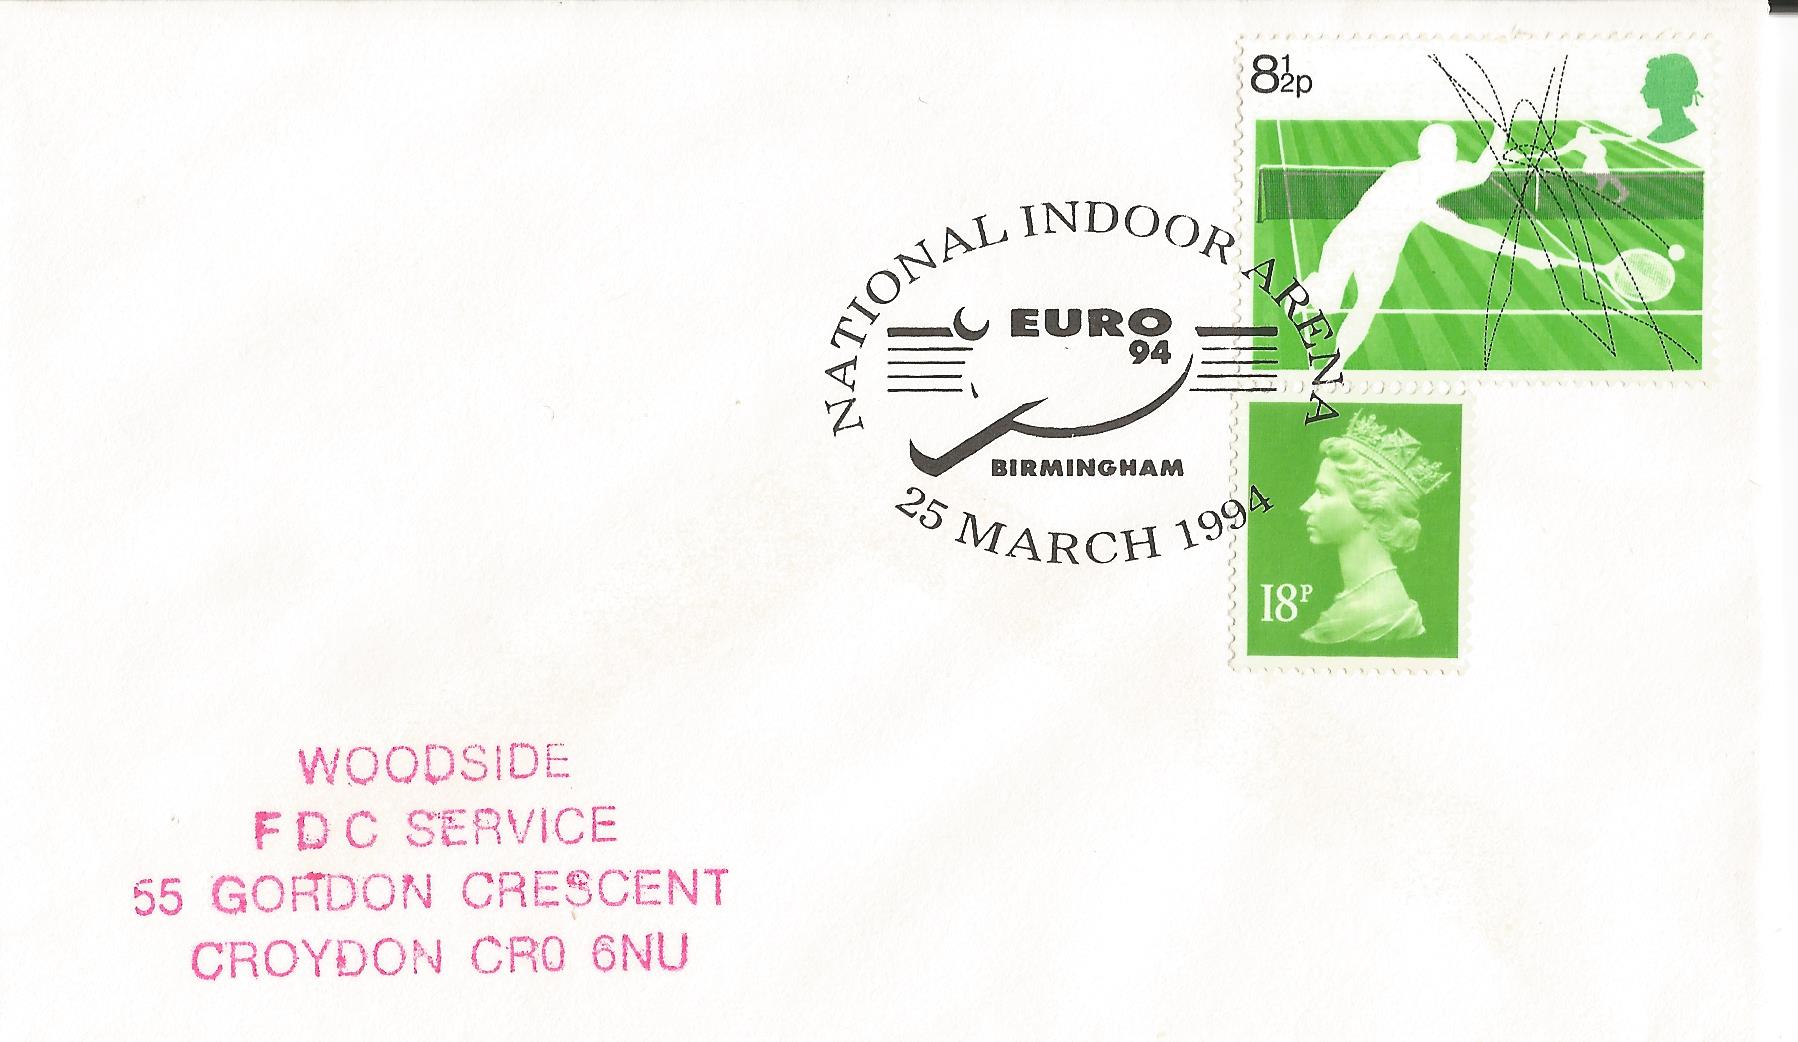 8½p
NATIONAL INDOOR ARENA
EURO
94
BIRMINGHAM
25 MARCH 1994
18P
WOODSIDE
FDC SERVICE
55 GORDON CRESCENT
CROYDON CR0 6NU